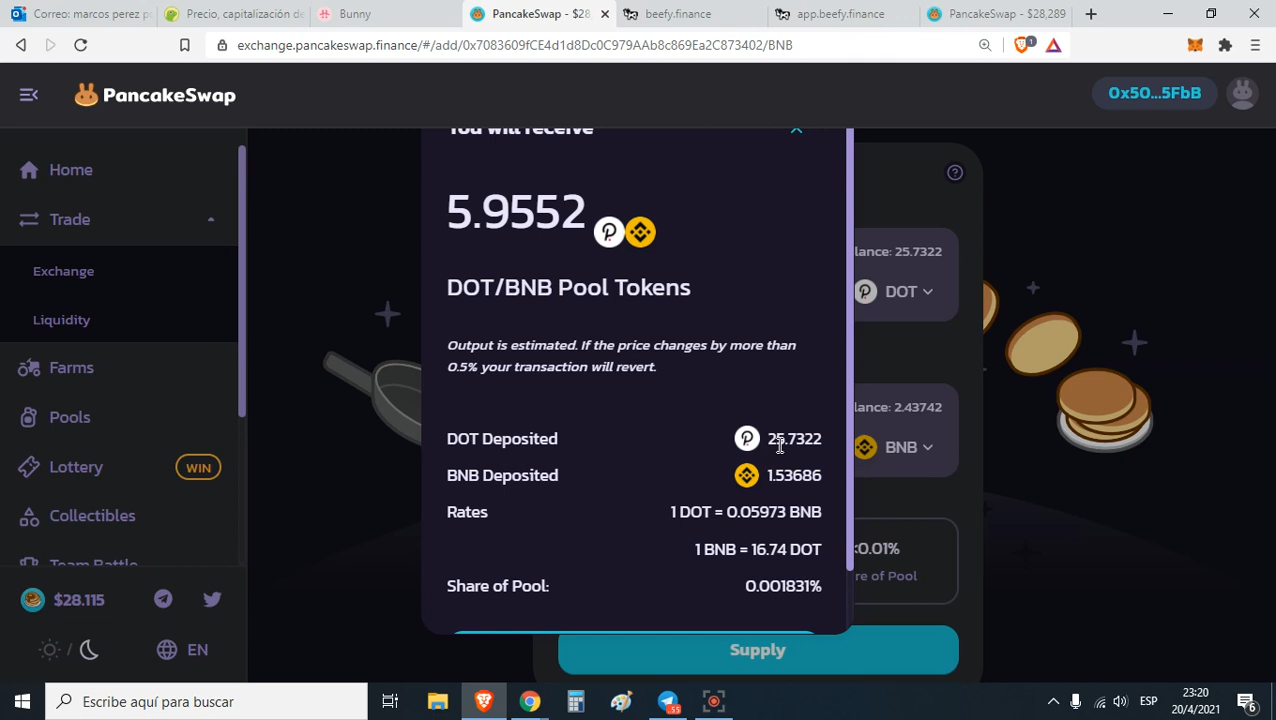 Correo: marcos perez p
Precio, capitalización de
Bunny
PancakeSwap - $28
beefy.finance
app.beefy.finance
PancakeSwap - $28,289
exchange.pancakeswap.finance/#/add/0x7083609fCE4d1d8Dc0C979AAb8c869Ea2C873402/BNB
1
PancakeSwap
0x50...5FbB
Home
Trade
Exchange
Liquidity
Farms
Pools
Lottery
WIN
Collectibles
Team Battle
$28.115
EN
You will receive
5.9552
DOT/BNB Pool Tokens
Output is estimated. If the price changes by more than
0.5% your transaction will revert.
DOT Deposited
25.7322
BNB Deposited
1.53686
Rates
1 DOT = 0.05973 BNB
1 BNB = 16.74 DOT
Share of Pool:
0.001831%
lance: 25.7322
DOT
lance: 2.43742
BNB
<0.01%
re of Pool
Supply
Escribe aquí para buscar
55
ESP
23:20
20/4/2021
6